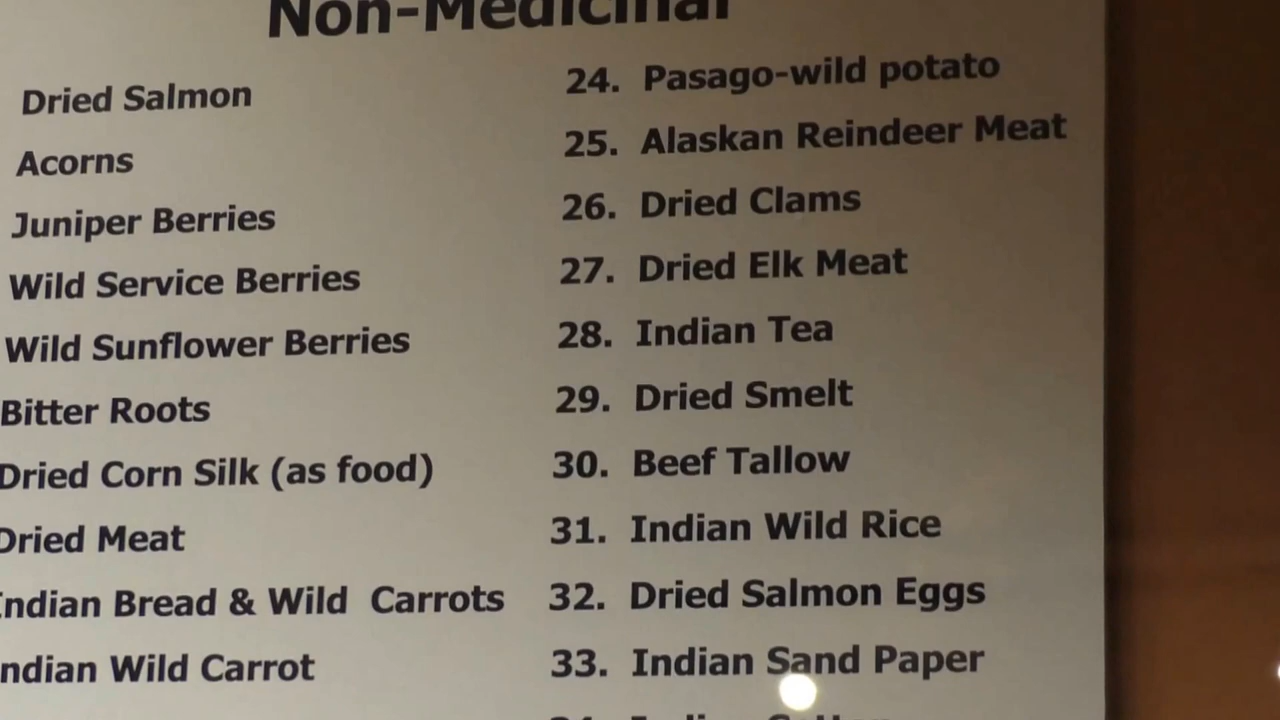 Non-Medicinal
Dried Salmon
Acorns
Juniper Berries
Wild Service Berries
Wild Sunflower Berries
Bitter Roots
Dried Corn Silk (as food)
Dried Meat
Indian Bread & Wild Carrots
ndian Wild Carrot
24. Pasago-wild potato
25. Alaskan Reindeer Meat
26. Dried Clams
27. Dried Elk Meat
28. Indian Tea
29. Dried Smelt
30. Beef Tallow
31. Indian Wild Rice
32. Dried Salmon Eggs
33. Indian Sand Paper